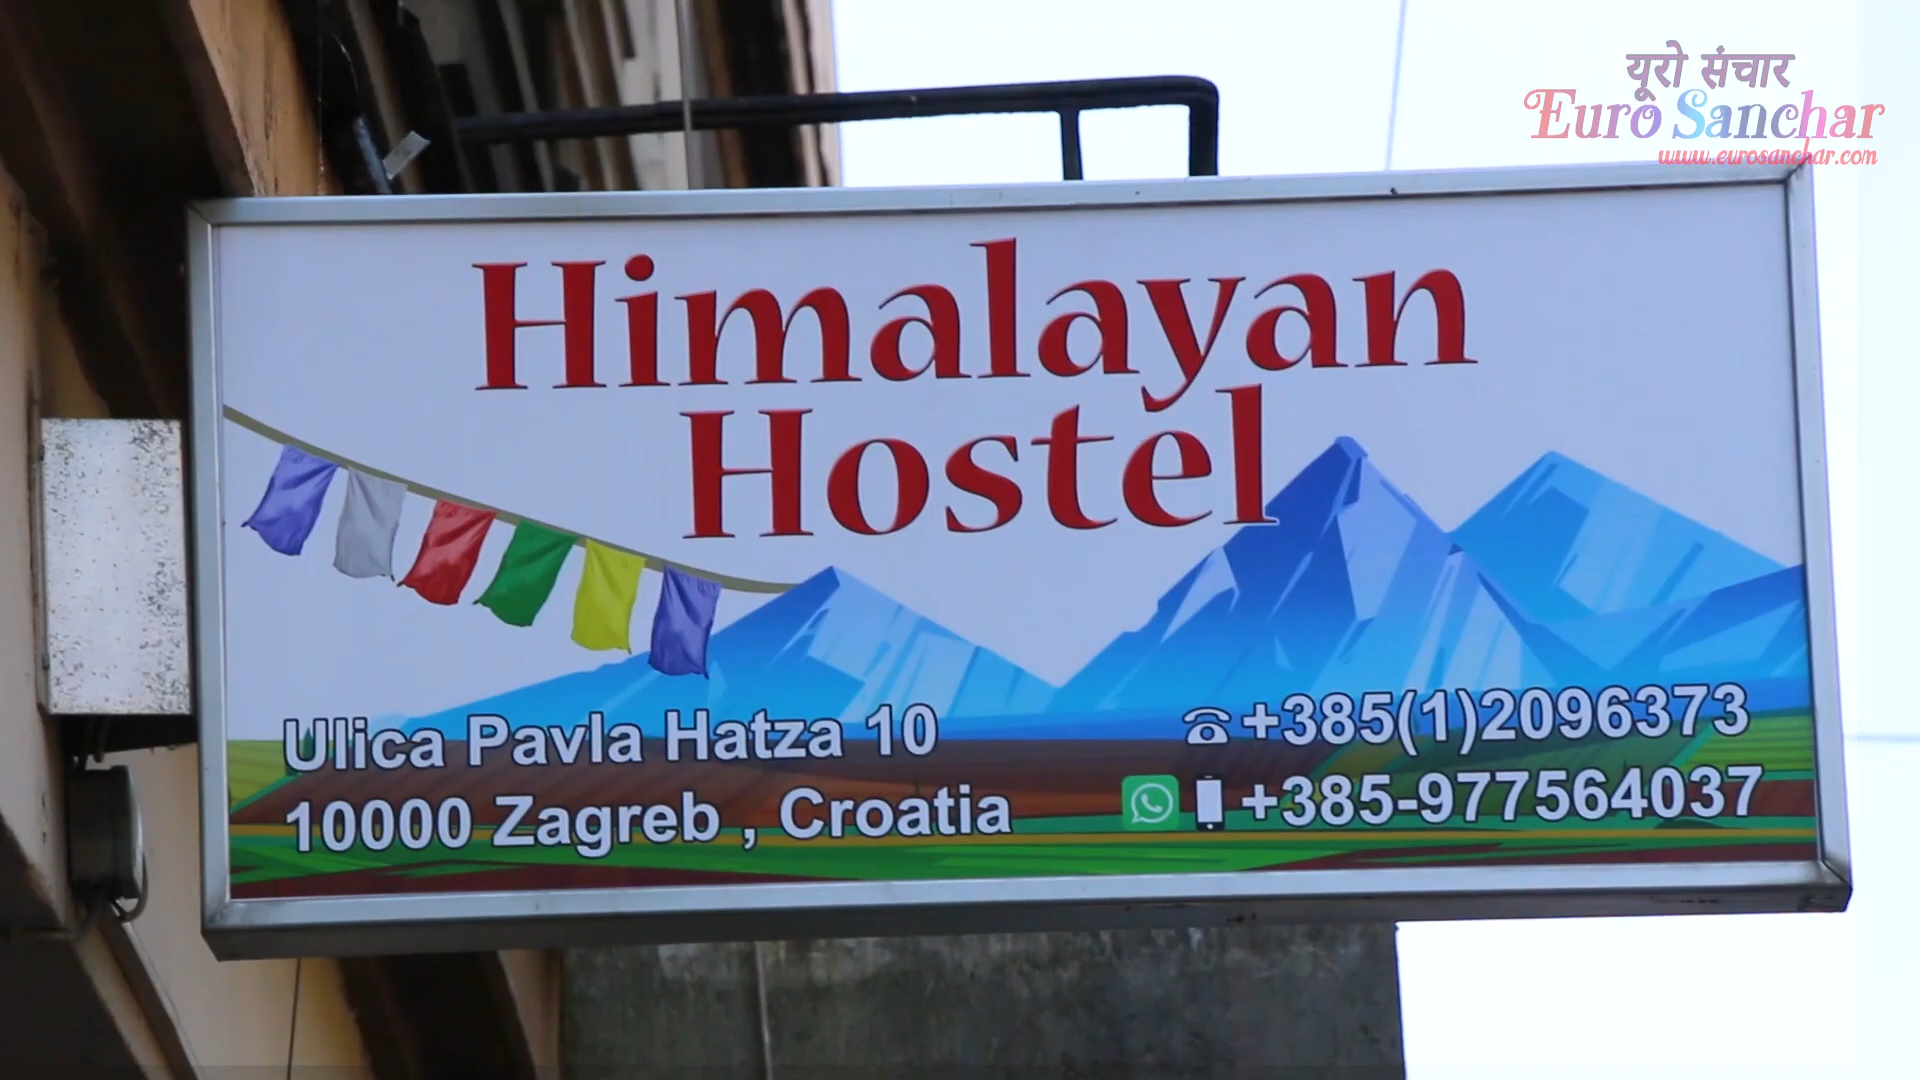 यूरो संचार
Euro Sanchar
www.eurosanchar.com
Himalayan
Hostel
Ulica Pavla Hatza 10
10000 Zagreb , Croatia
+385(1)2096373
+385-977564037